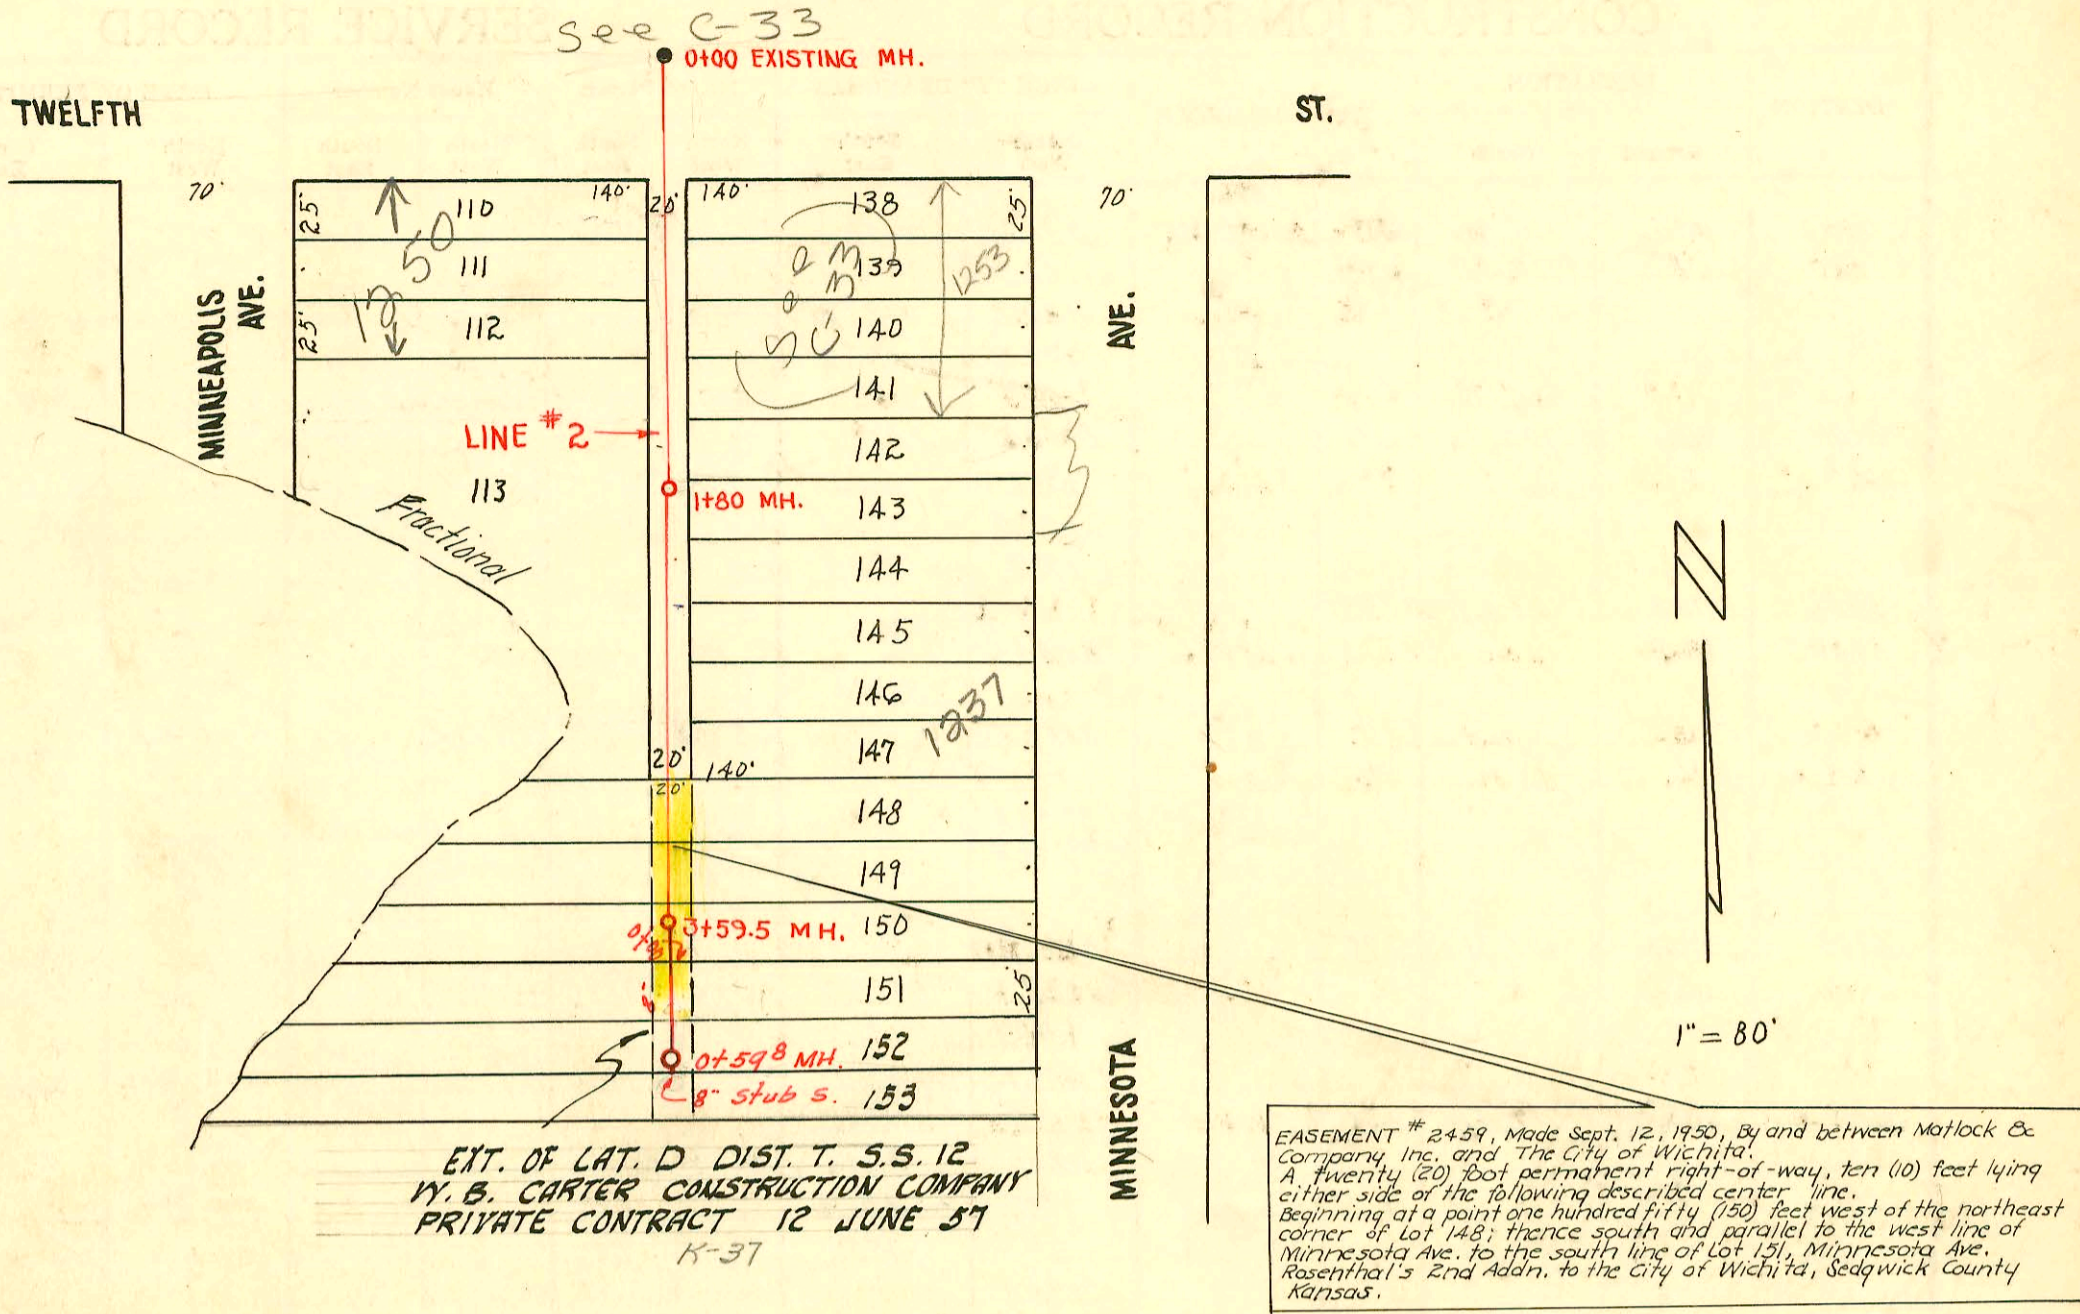 See C-33
0+00 EXISTING MH.
TWELFTH
ST.
70'
25'
110
140'
20'
140'
138
25'
70'
12 50
111
See C-33
139
1253
MINNEAPOLIS
AVE.
AVE.
25'
112
140
141
LINE #2
142
113
1+80 MH.
143
Fractional
144
N
145
146
1237
20'
140'
147
20'
148
149
3+59.5 MH.
150
8"
151
25'
1" = 80'
0+59⁸ MH.
152
8" Stub S.
153
MINNESOTA
EXT. OF LAT. D DIST. T. S.S. 12
W. B. CARTER CONSTRUCTION COMPANY
PRIVATE CONTRACT 12 JUNE 57
K-37
EASEMENT #2459, Made Sept. 12, 1950, By and between Matlock &
Company Inc. and The City of Wichita.
A twenty (20) foot permanent right-of-way, ten (10) feet lying
either side of the following described center line.
Beginning at a point one hundred fifty (150) feet west of the northeast
corner of Lot 148; thence south and parallel to the west line of
Minnesota Ave. to the south line of Lot 151, Minnesota Ave.
Rosenthal's 2nd Addn. to the City of Wichita, Sedgwick County
Kansas.